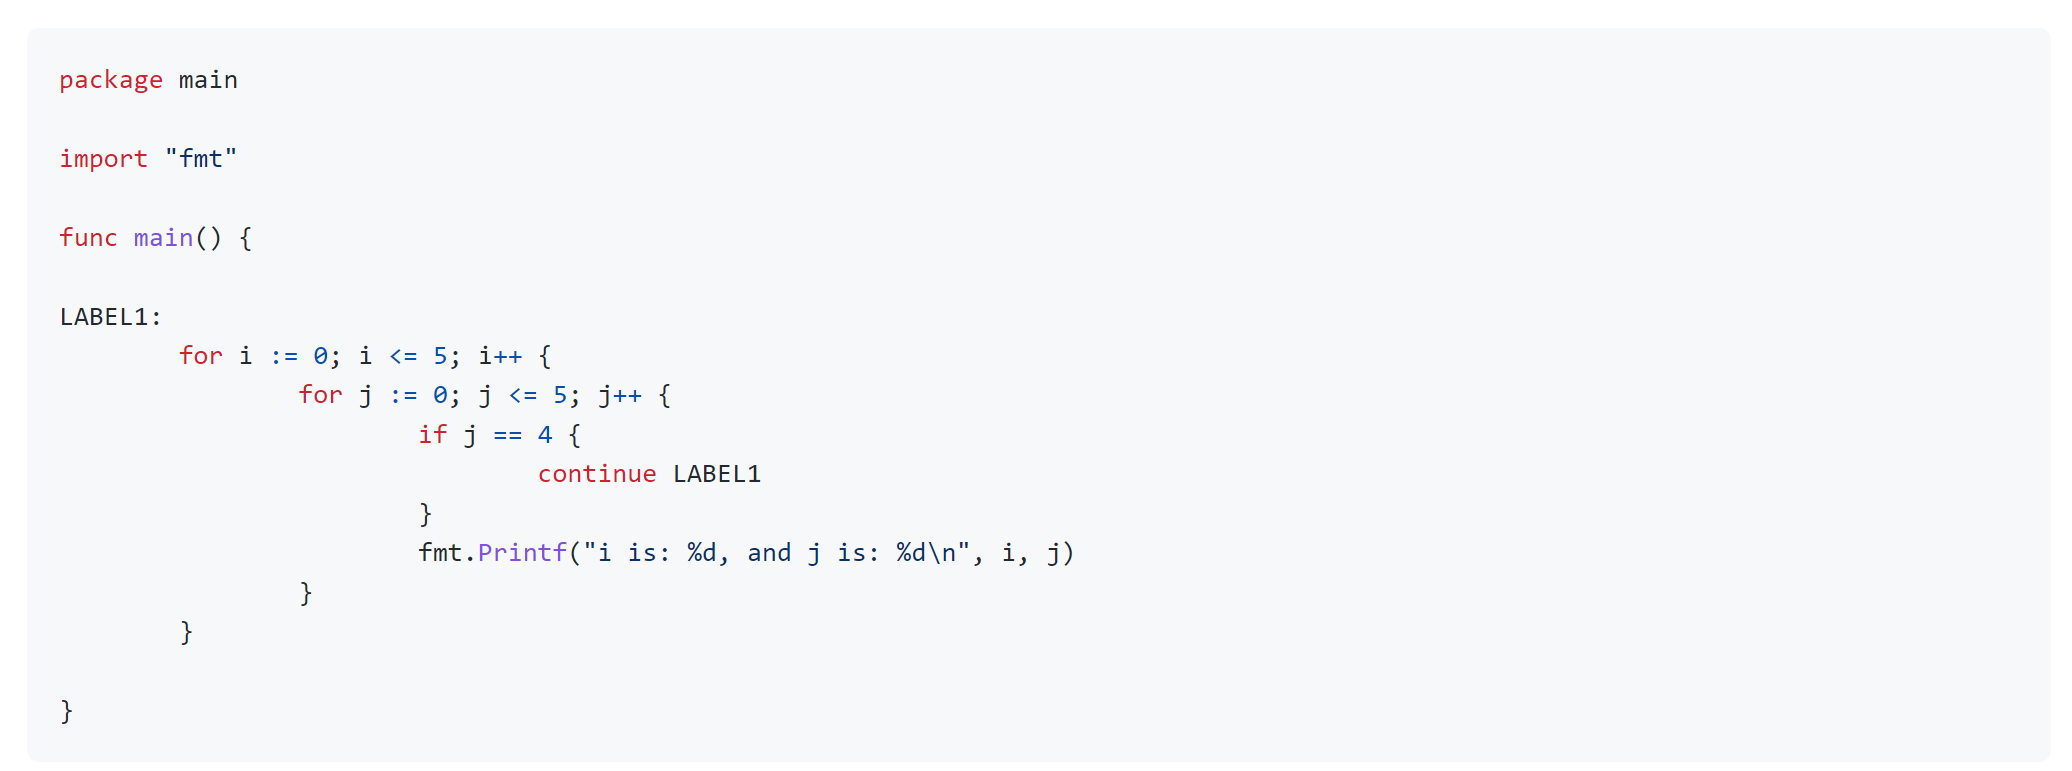 package main
import "fmt"
func main() {
LABEL1:
for i := 0; i <= 5; i++ {
for j := 0; j <= 5; j++ {
if j == 4 {
continue LABEL1
}
fmt.Printf("i is: %d, and j is: %d\n", i, j)
}
}
}